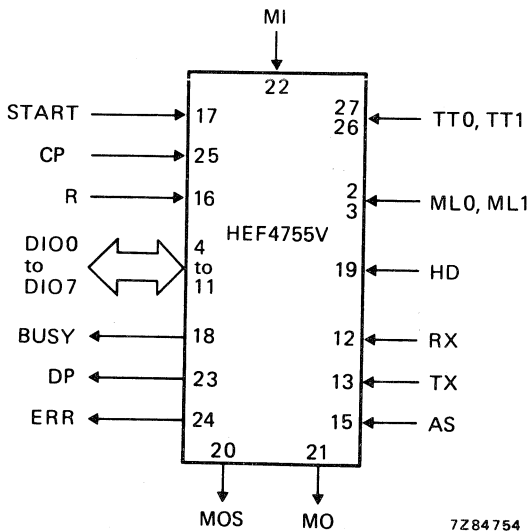 MI
22
START 17
27
26 TT0, TT1
CP 25
R 16
2
3 ML0, ML1
HEF4755V
DIO0
to
DIO7
4
to
11
19 HD
BUSY 18
12 RX
DP 23
13 TX
ERR 24
15 AS
20 21
MOS MO
7Z84754